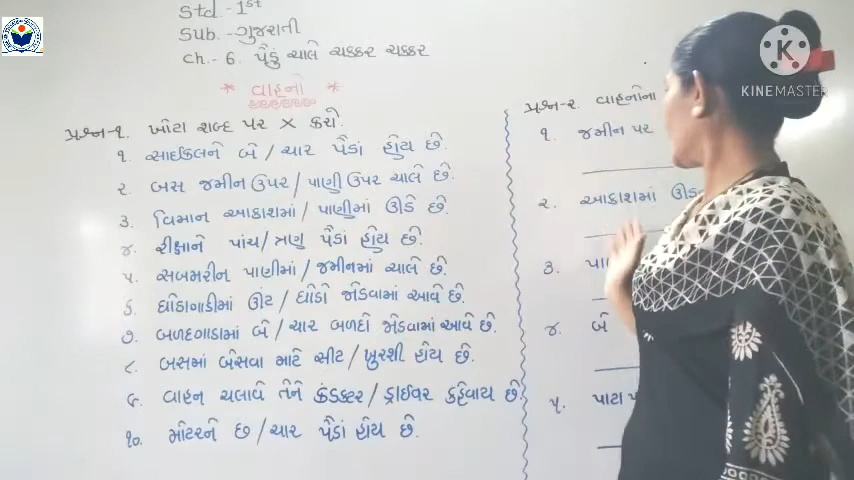 Std.-1st
Sub.-ગુજરાતી
Ch.- 6. પૈડું ચાલે ચક્કર ચક્કર
* વાહનો *
પ્રશ્ન-૧. ખોટા શબ્દ પર × કરો.
૧. સાઈકલને બે / ચાર પૈડાં હોય છે.
૨. બસ જમીન ઉપર / પાણી ઉપર ચાલે છે.
૩. વિમાન આકાશમાં / પાણીમાં ઊડે છે.
૪. રીક્ષાને પાંચ / ત્રણ પૈડાં હોય છે.
૫. સબમરીન પાણીમાં / જમીનમાં ચાલે છે.
૬. ઘોડાગાડીમાં ઊંટ / ઘોડો જોડવામાં આવે છે.
૭. બળદગાડામાં બે / ચાર બળદો જોડવામાં આવે છે.
૮. બસમાં બેસવા માટે સીટ / ખુરશી હોય છે.
૯. વાહન ચલાવે તેને કંડક્ટર / ડ્રાઈવર કહેવાય છે.
૧૦. મોટરને છ / ચાર પૈડાં હોય છે.
પ્રશ્ન-૨. વાહનોના
૧. જમીન પર
૨. આકાશમાં ઊડ
૩. પા
૪. બે
૫. પાટા પ
KINEMASTER